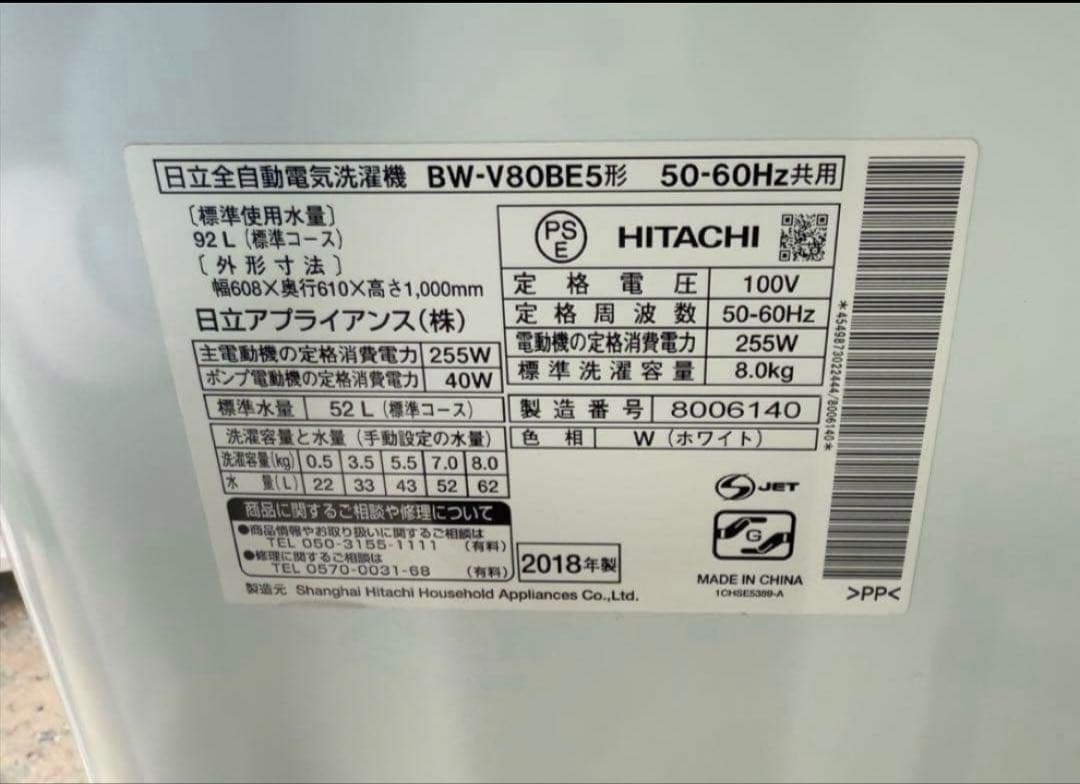 日立全自動電気洗濯機 BW-V80BE5形 50-60Hz共用
〔標準使用水量〕
92 L (標準コース)
〔外形寸法〕
幅608×奥行610×高さ1,000mm
日立アプライアンス(株)
主電動機の定格消費電力 255W
ポンプ電動機の定格消費電力 40W
標準水量 52 L (標準コース)
洗濯容量と水量 (手動設定の水量)
洗濯容量(kg) 0.5 3.5 5.5 7.0 8.0
水量(L) 22 33 43 52 62
商品に関するご相談や修理について
●商品情報やお取り扱いに関するご相談は
TEL 050-3155-1111 (有料)
●修理に関するご相談は
TEL 0570-0031-68 (有料)
製造元 Shanghai Hitachi Household Appliances Co.,Ltd.
PS
E
HITACHI
定格電圧 100V
定格周波数 50-60Hz
電動機の定格消費電力 255W
標準洗濯容量 8.0kg
製造番号 8006140
色相 W (ホワイト)
S JET
G
2018年製
MADE IN CHINA
1CHSE5389-A
>PP<
*4549873022444/8006140*